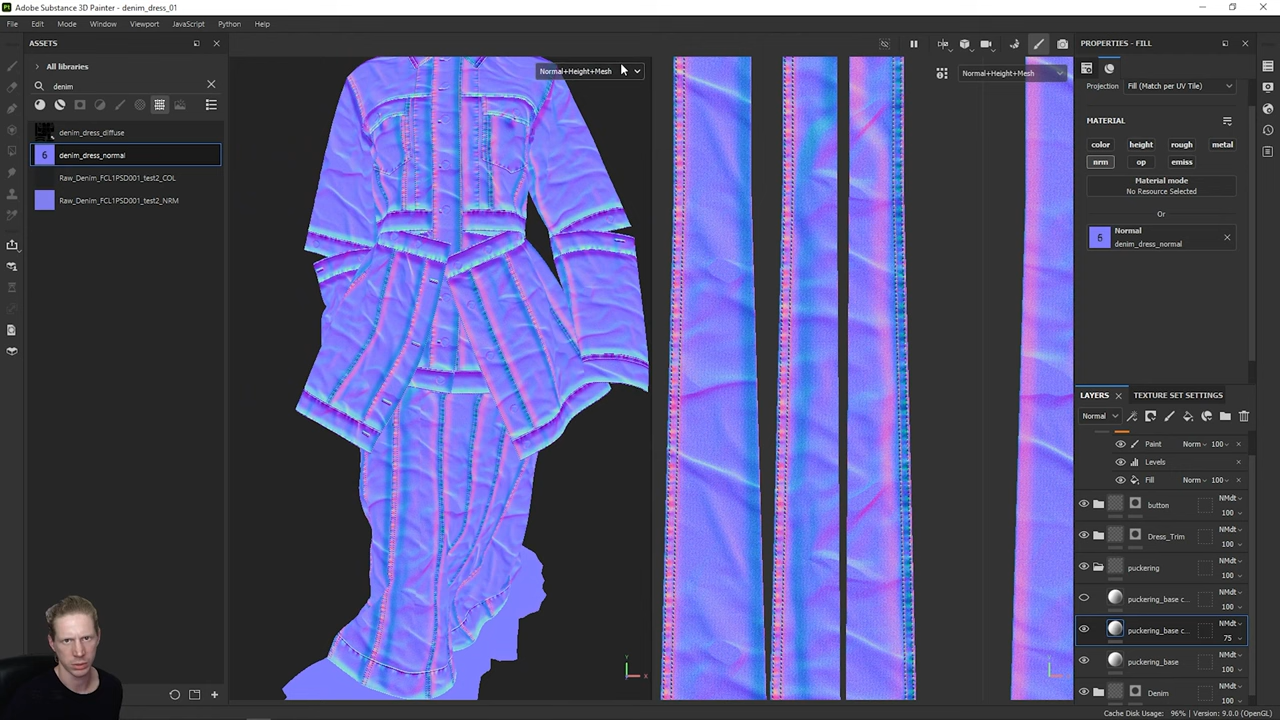 Adobe Substance 3D Painter - denim_dress_01
File Edit Mode Window Viewport JavaScript Python Help
ASSETS
All libraries
denim
denim_dress_diffuse
denim_dress_normal
Raw_Denim_FCL1PSD001_test2_COL
Raw_Denim_FCL1PSD001_test2_NRM
Normal+Height+Mesh
Normal+Height+Mesh
PROPERTIES - FILL
Projection Fill (Match per UV Tile)
MATERIAL
color height rough metal
nrm op emiss
Material mode
No Resource Selected
Or
Normal
denim_dress_normal
LAYERS TEXTURE SET SETTINGS
Normal
Paint Norm 100
Levels
Fill Norm 100
button NMdt 100
Dress_Trim NMdt 100
puckering NMdt 100
puckering_base c... NMdt 100
puckering_base c... NMdt 75
puckering_base NMdt 100
Denim NMdt 100
Cache Disk Usage: 96% | Version: 9.0.0 (OpenGL)